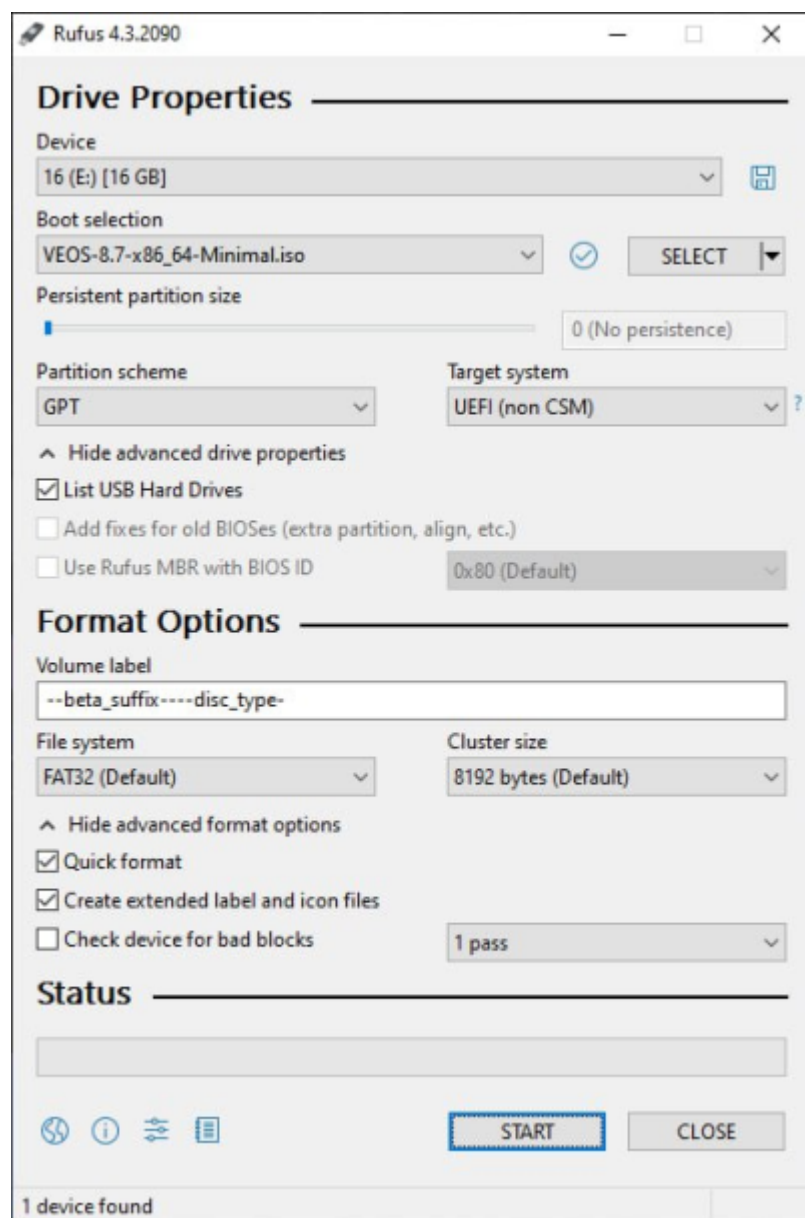 Rufus 4.3.2090
Drive Properties
Device
16 (E:) [16 GB]
Boot selection
VEOS-8.7-x86_64-Minimal.iso
SELECT
Persistent partition size
0 (No persistence)
Partition scheme Target system
GPT UEFI (non CSM) ?
Hide advanced drive properties
List USB Hard Drives
Add fixes for old BIOSes (extra partition, align, etc.)
Use Rufus MBR with BIOS ID 0x80 (Default)
Format Options
Volume label
--beta_suffix----disc_type-
File system Cluster size
FAT32 (Default) 8192 bytes (Default)
Hide advanced format options
Quick format
Create extended label and icon files
Check device for bad blocks 1 pass
Status
START CLOSE
1 device found